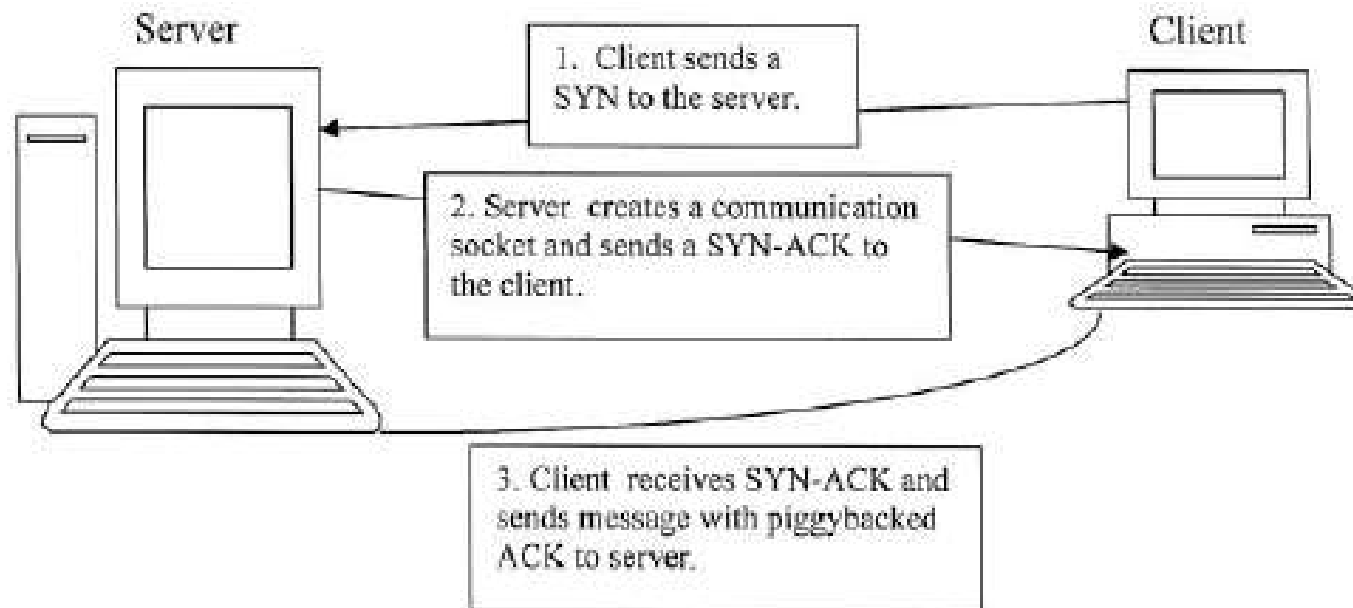 Server
Client
1. Client sends a
SYN to the server.
2. Server creates a communication
socket and sends a SYN-ACK to
the client.
3. Client receives SYN-ACK and
sends message with piggybacked
ACK to server.